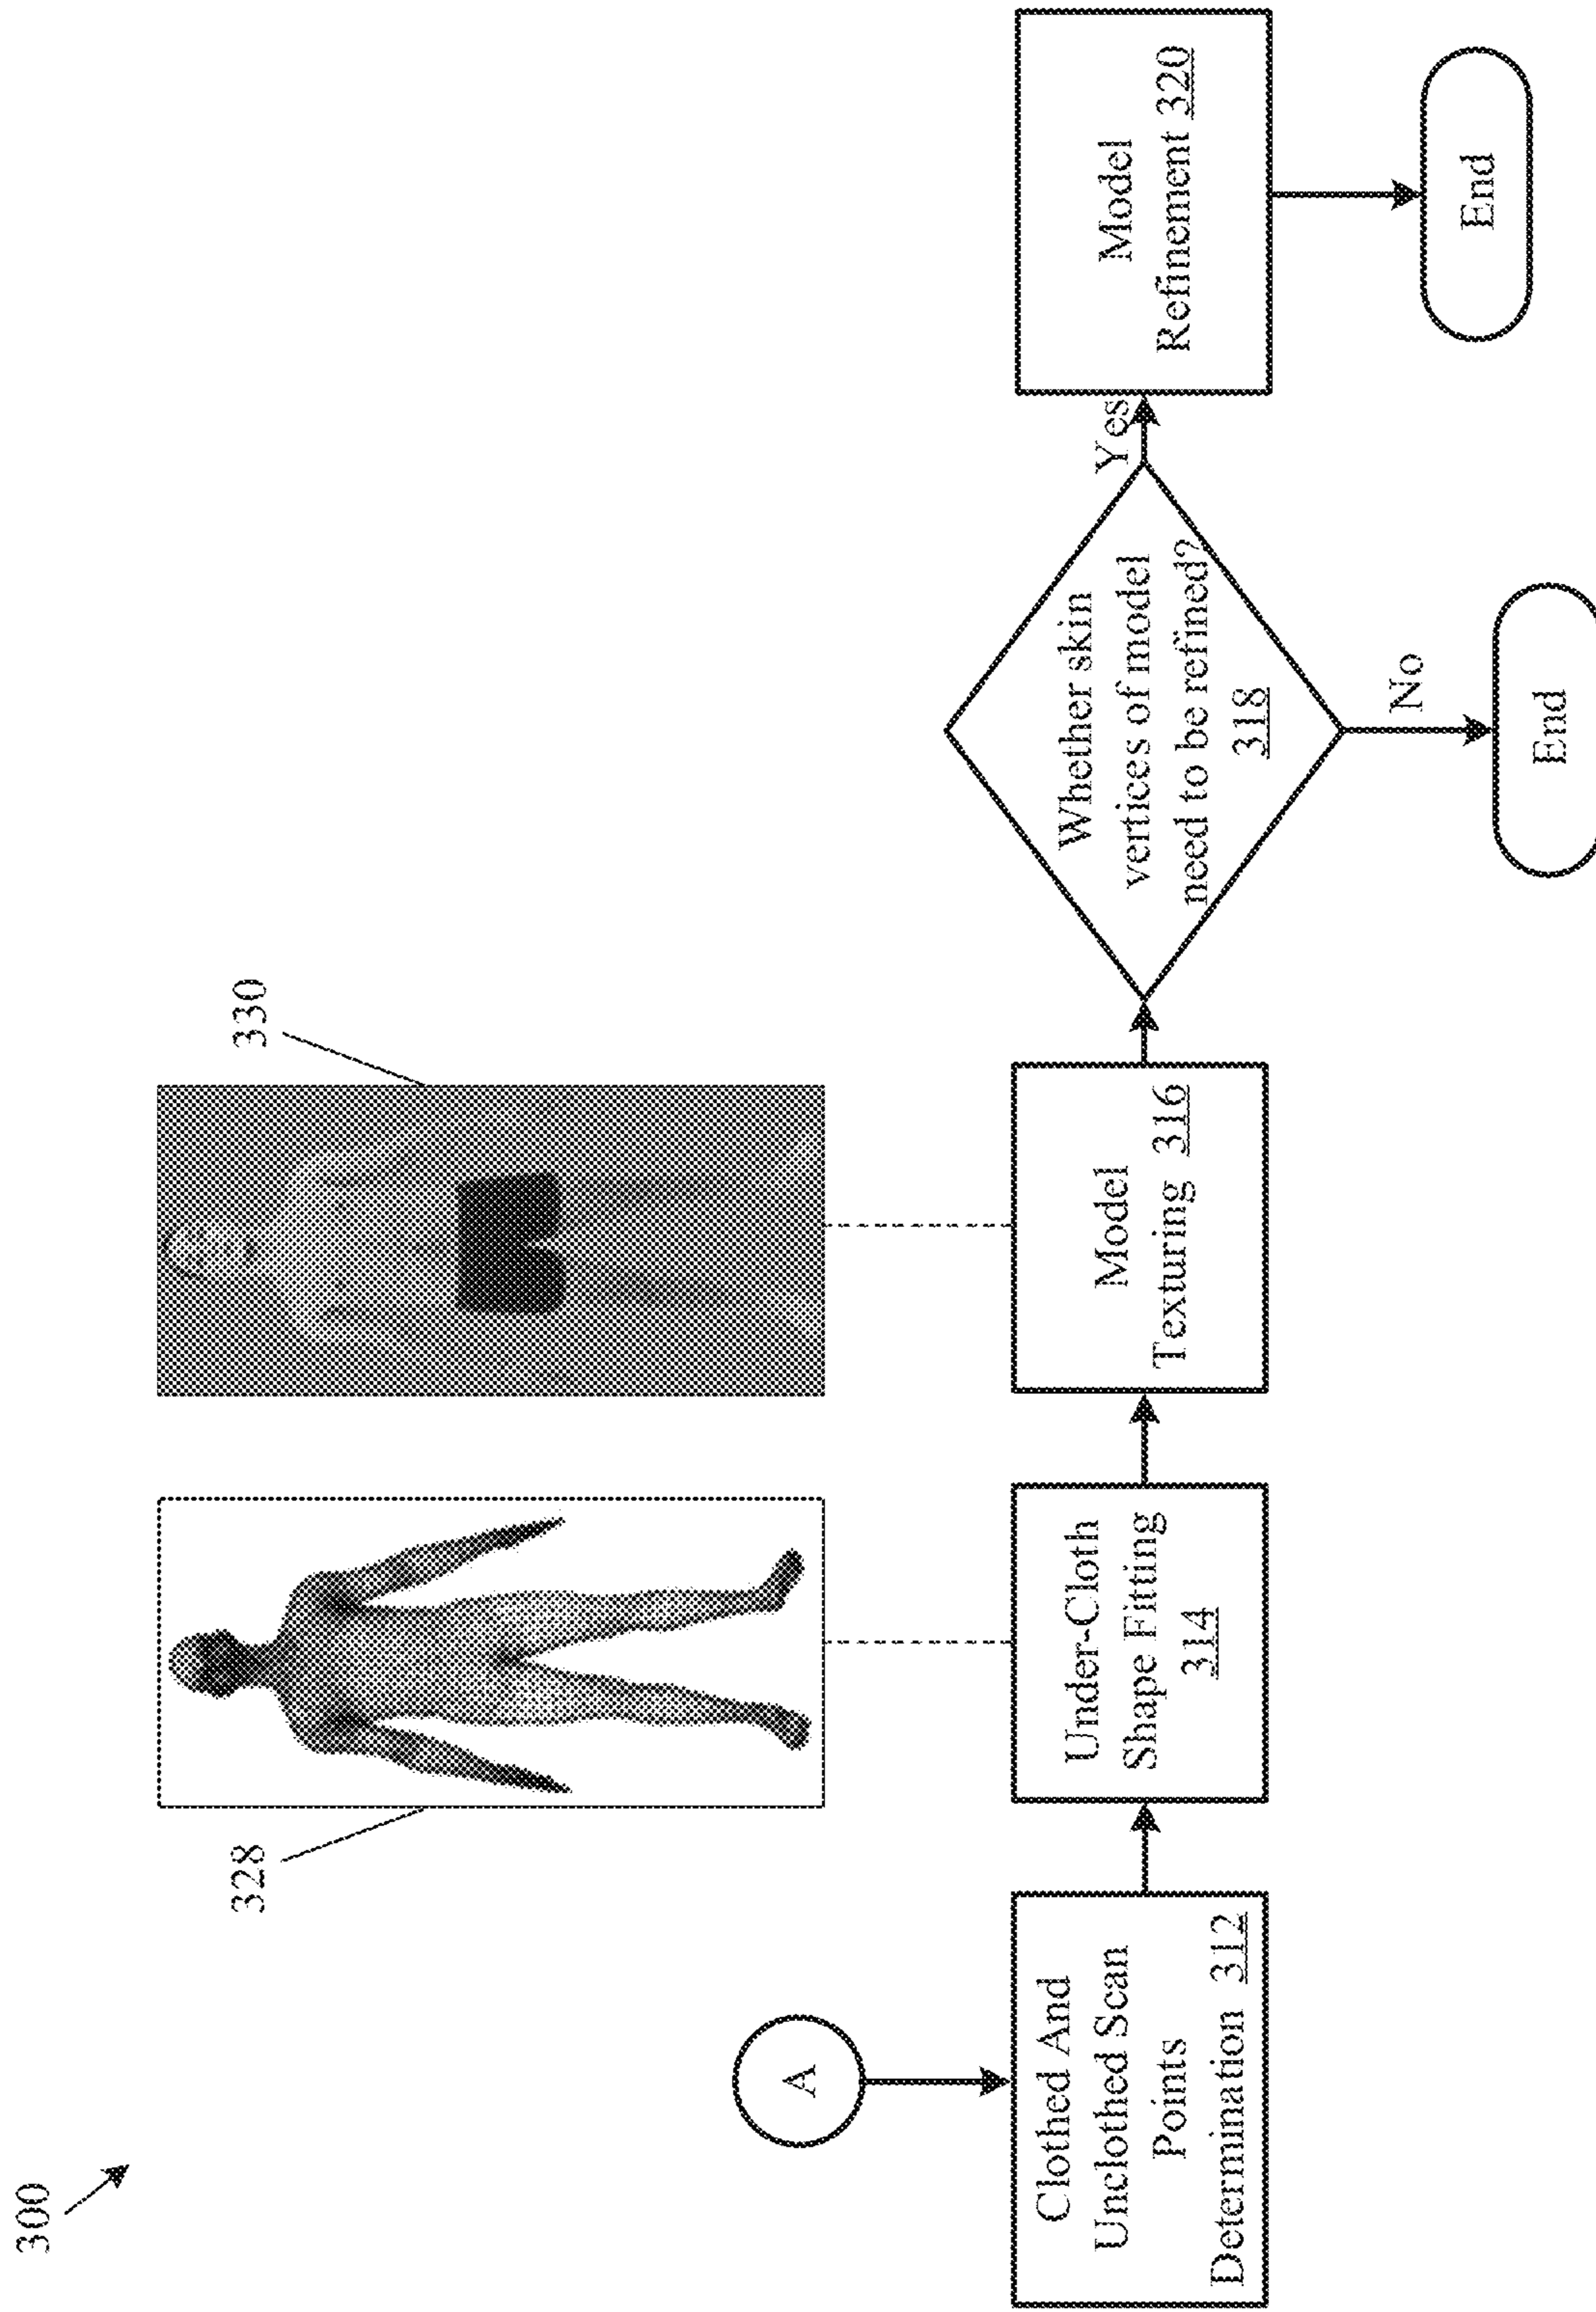 300
328
330
A
Clothed And
Unclothed Scan
Points
Determination 312
Under-Cloth
Shape Fitting
314
Model
Texturing 316
Whether skin
vertices of model
need to be refined?
318
Yes
No
Model
Refinement 320
End
End